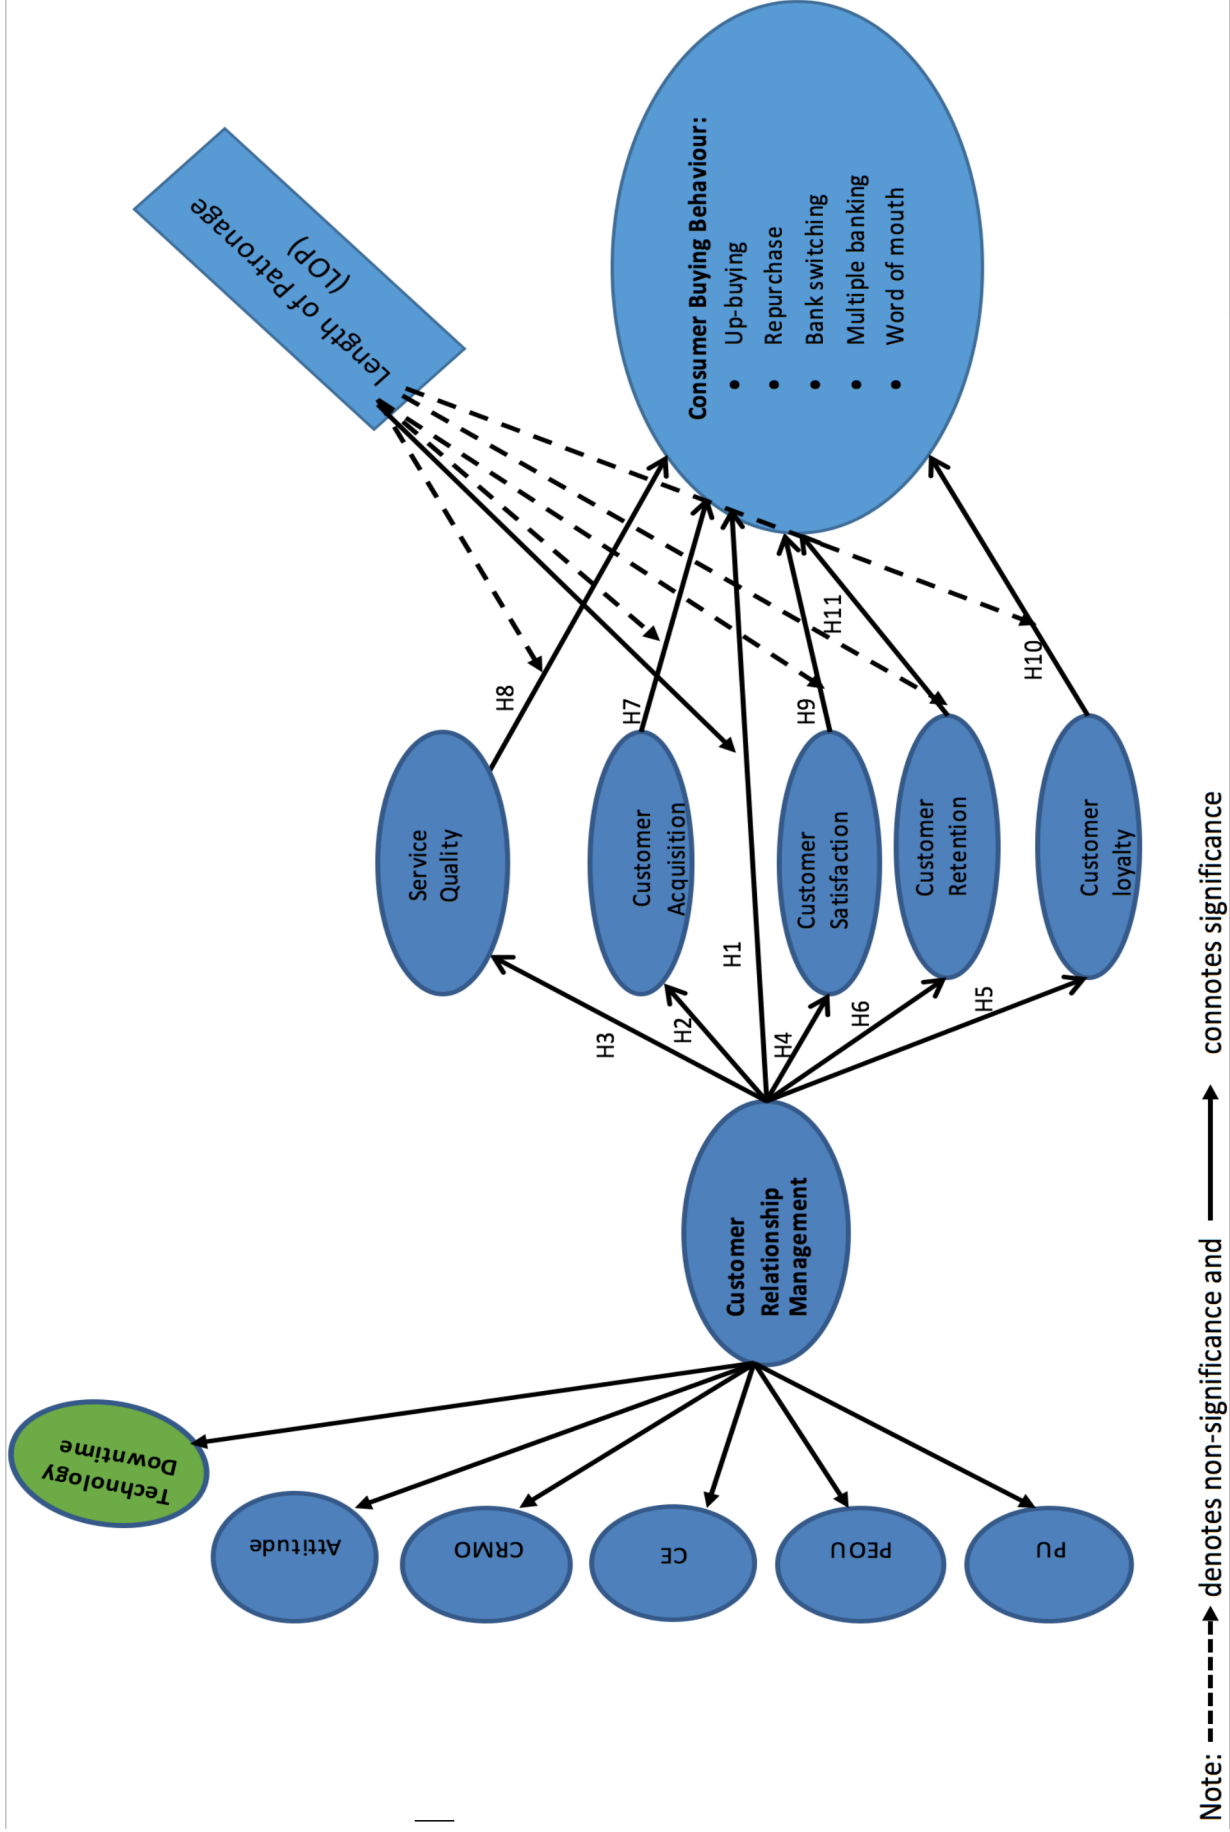 Technology
Downtime
Attitude
CRMO
CE
PEOU
PU
Customer
Relationship
Management
H3
H2
H1
H4
H6
H5
Service
Quality
Customer
Acquisition
Customer
Satisfaction
Customer
Retention
Customer
loyalty
H8
H7
H9
H11
H10
Length of Patronage
(LOP)
Consumer Buying Behaviour:
• Up-buying
• Repurchase
• Bank switching
• Multiple banking
• Word of mouth
Note: denotes non-significance and connotes significance